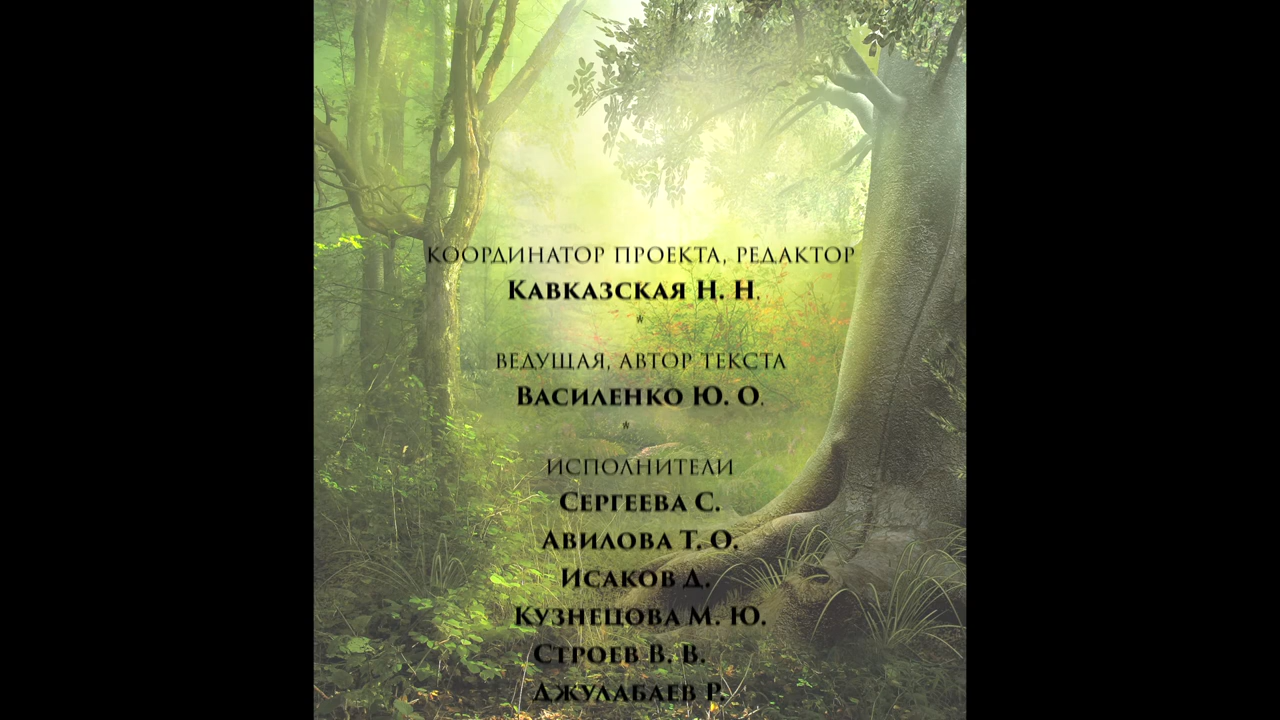 КООРДИНАТОР ПРОЕКТА, РЕДАКТОР
КАВКАЗСКАЯ Н. Н.
*
ВЕДУЩАЯ, АВТОР ТЕКСТА
ВАСИЛЕНКО Ю. О.
*
ИСПОЛНИТЕЛИ
СЕРГЕЕВА С.
АВИЛОВА Т. О.
ИСАКОВ Д.
КУЗНЕЦОВА М. Ю.
СТРОЕВ В. В.
ДЖУЛАБАЕВ Р.